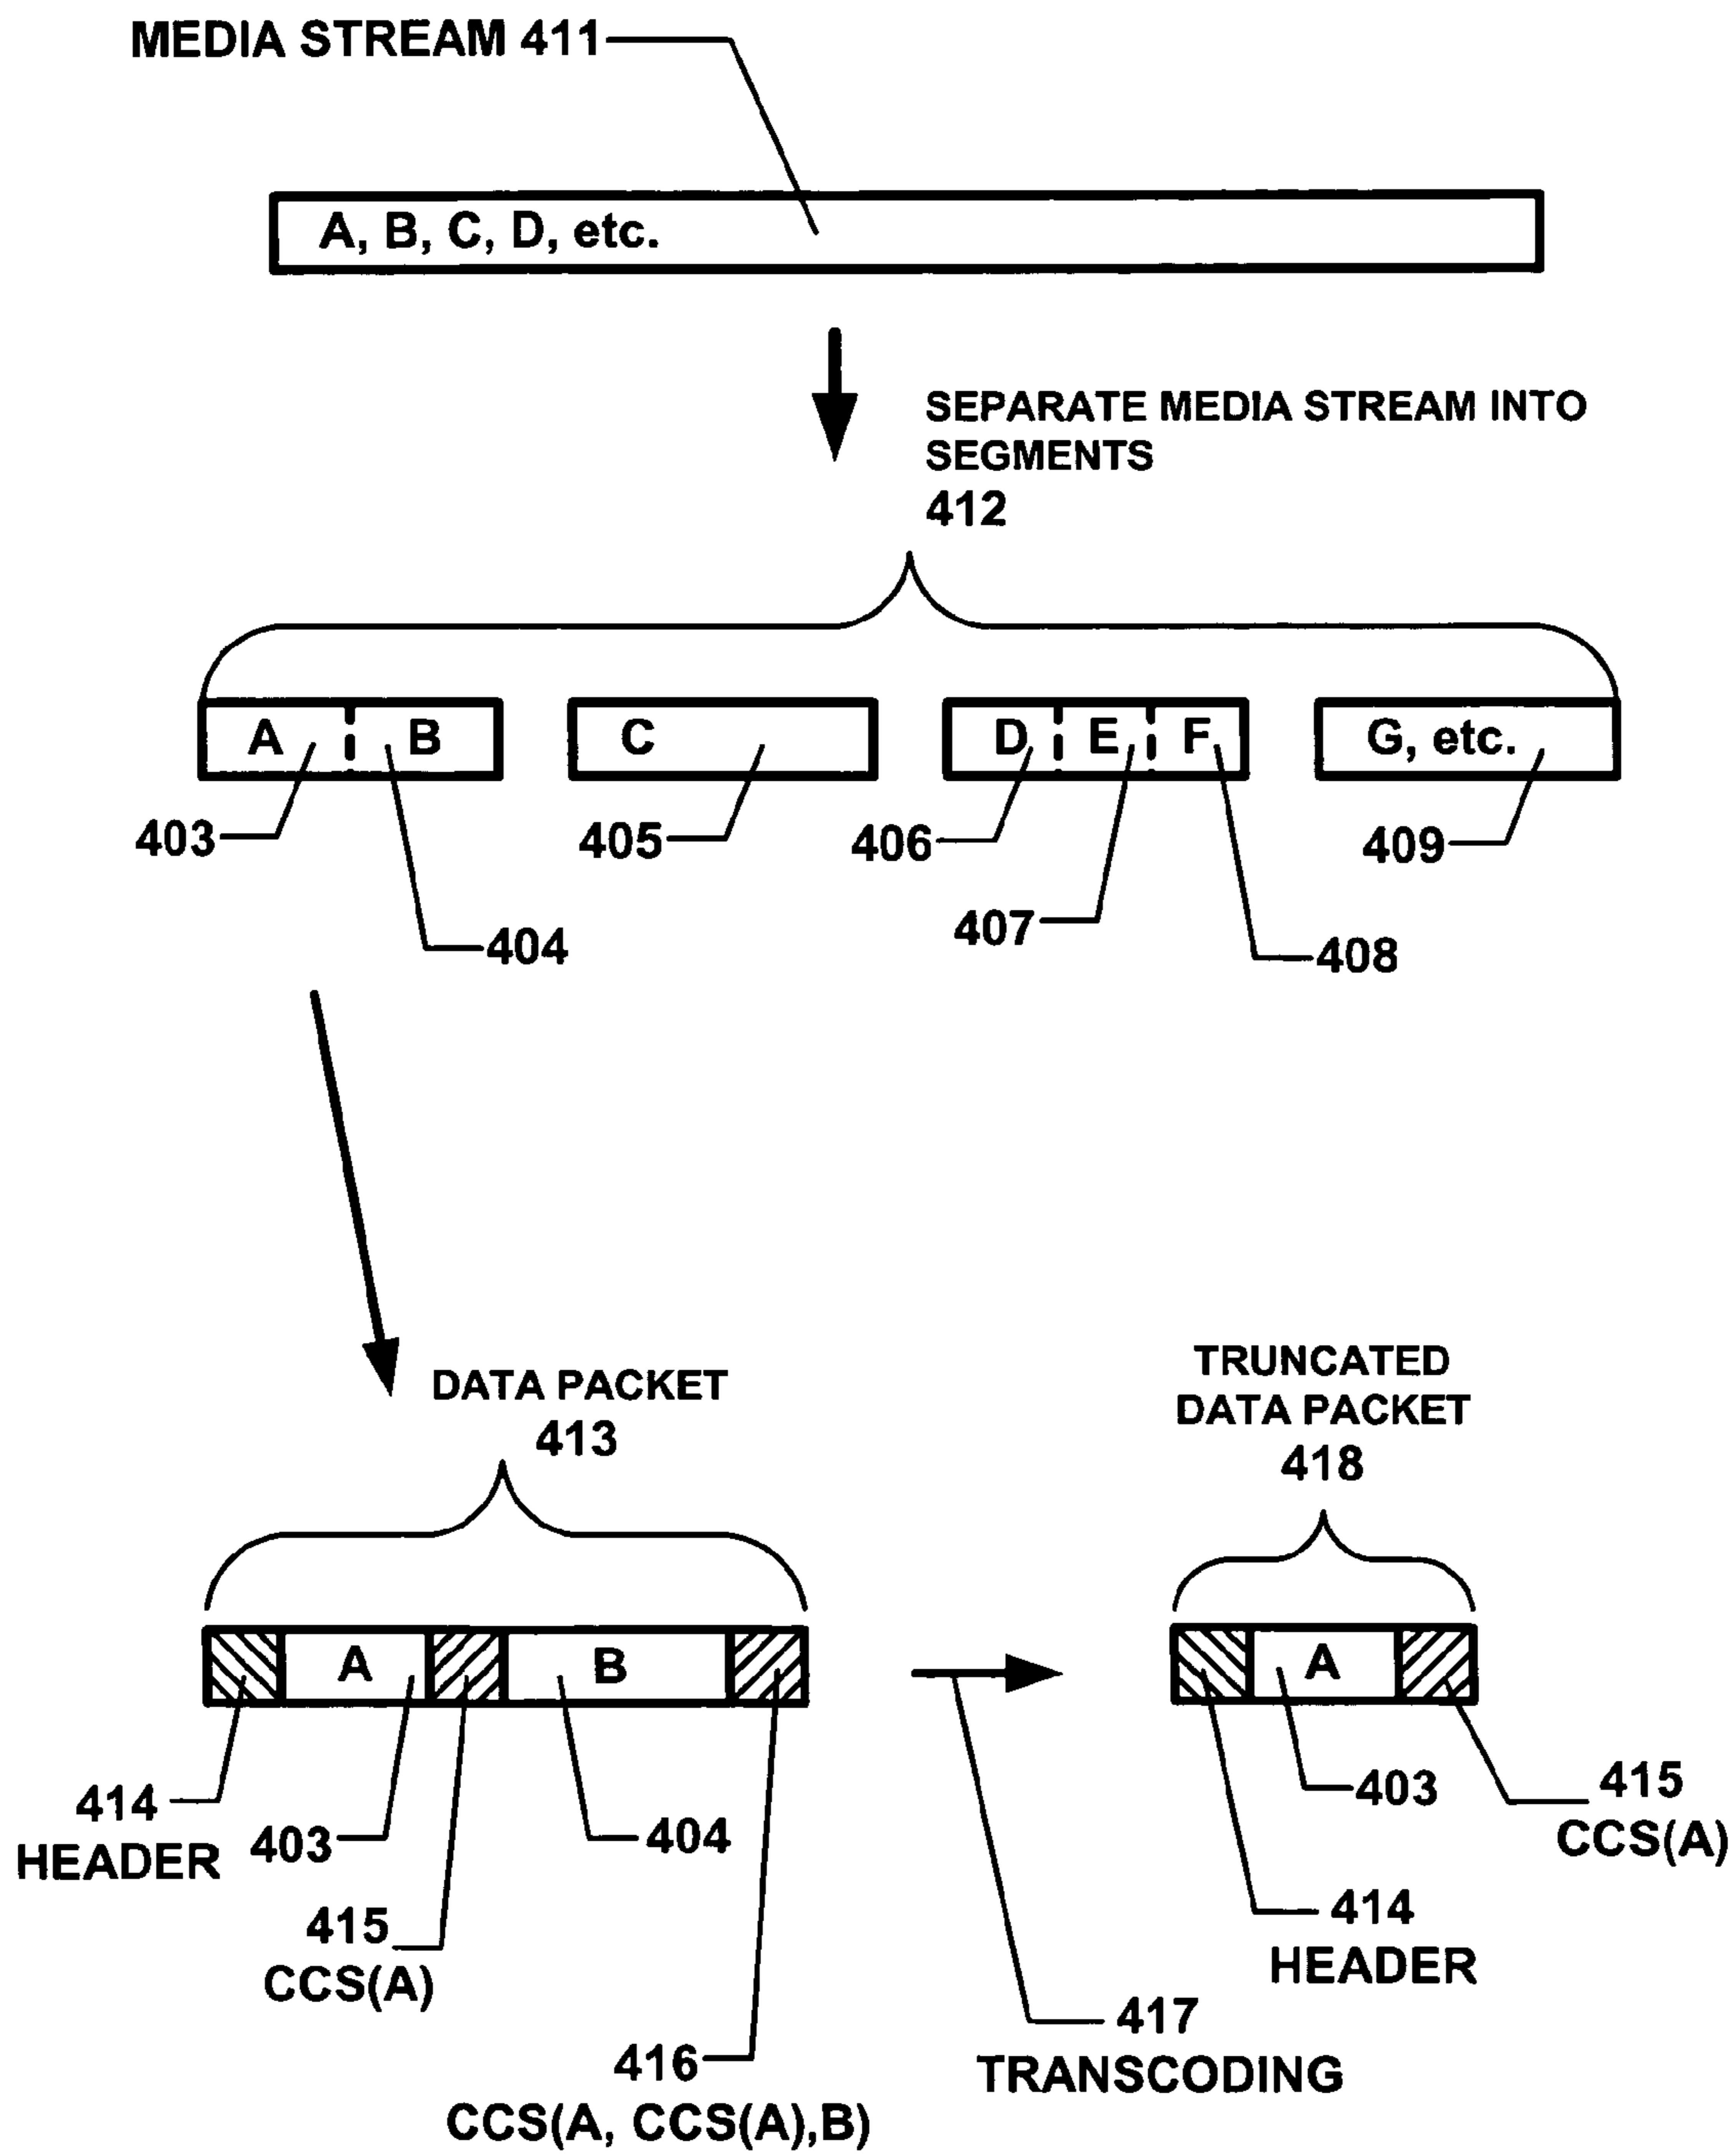 MEDIA STREAM 411
A, B, C, D, etc.
SEPARATE MEDIA STREAM INTO
SEGMENTS
412
A B C D E F G, etc.
403 405 406 409
404 407 408
DATA PACKET
413
TRUNCATED
DATA PACKET
418
A B
A
414
HEADER
403
404
415
CCS(A)
416
CCS(A, CCS(A),B)
403
415
CCS(A)
414
HEADER
417
TRANSCODING